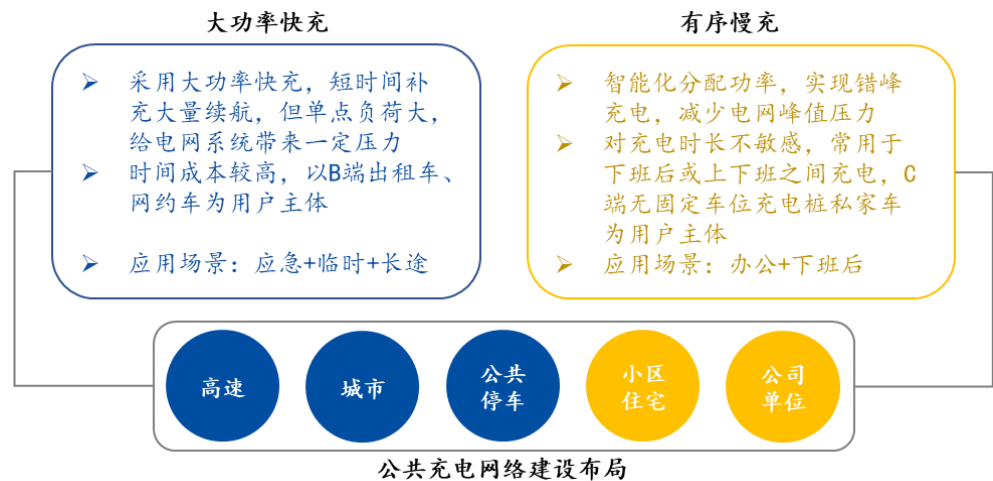 大功率快充
➢ 采用大功率快充，短时间补
充大量续航，但单点负荷大，
给电网系统带来一定压力
➢ 时间成本较高，以B端出租车、
网约车为用户主体
➢ 应用场景：应急+临时+长途
有序慢充
➢ 智能化分配功率，实现错峰
充电，减少电网峰值压力
➢ 对充电时长不敏感，常用于
下班后或上下班之间充电，C
端无固定车位充电桩私家车
为用户主体
➢ 应用场景：办公+下班后
高速
城市
公共
停车
小区
住宅
公司
单位
公共充电网络建设布局